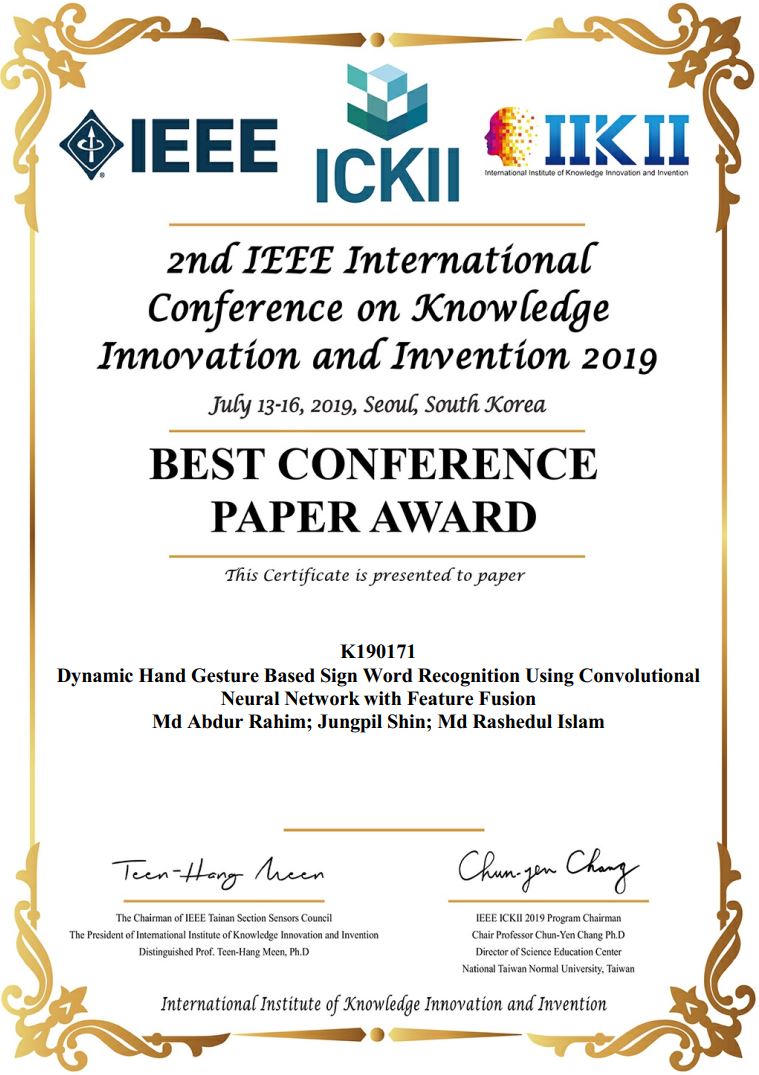 IEEE
ICKII
IIKII
International Institute of Knowledge Innovation and Invention
2nd IEEE International
Conference on Knowledge
Innovation and Invention 2019
July 13-16, 2019, Seoul, South Korea
BEST CONFERENCE
PAPER AWARD
This Certificate is presented to paper
K190171
Dynamic Hand Gesture Based Sign Word Recognition Using Convolutional
Neural Network with Feature Fusion
Md Abdur Rahim; Jungpil Shin; Md Rashedul Islam
Teen-Hang Meen
The Chairman of IEEE Tainan Section Sensors Council
The President of International Institute of Knowledge Innovation and Invention
Distinguished Prof. Teen-Hang Meen, Ph.D
Chun-yen Chang
IEEE ICKII 2019 Program Chairman
Chair Professor Chun-Yen Chang Ph.D
Director of Science Education Center
National Taiwan Normal University, Taiwan
International Institute of Knowledge Innovation and Invention